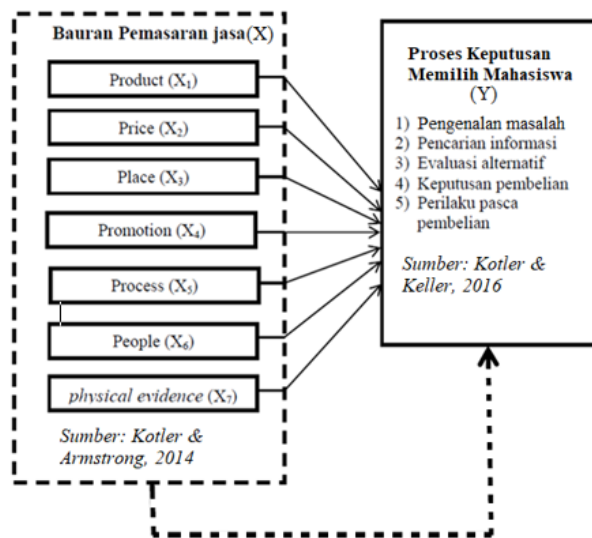 Bauran Pemasaran jasa(X)
Product (X₁)
Price (X₂)
Place (X₃)
Promotion (X₄)
Process (X₅)
People (X₆)
physical evidence (X₇)
Sumber: Kotler &
Armstrong, 2014
Proses Keputusan
Memilih Mahasiswa
(Y)
1) Pengenalan masalah
2) Pencarian informasi
3) Evaluasi alternatif
4) Keputusan pembelian
5) Perilaku pasca
pembelian
Sumber: Kotler &
Keller, 2016